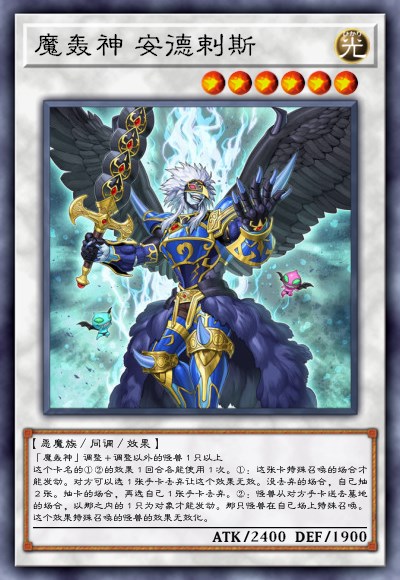 魔轰神 安德剌斯
光
ひかり
【恶魔族／同调／效果】
「魔轰神」调整＋调整以外的怪兽1只以上
这个卡名的①②的效果1回合各能使用1次。①：这张卡特殊召唤的场合才
能发动。对方可以选1张手卡丢弃让这个效果无效。没丢弃的场合，自己抽
2张。抽卡的场合，再选自己1张手卡丢弃。②：怪兽从对方手卡送去墓地
的场合，以那之内的1只为对象才能发动。那只怪兽在自己场上特殊召唤。
这个效果特殊召唤的怪兽的效果无效化。
ATK/2400 DEF/1900